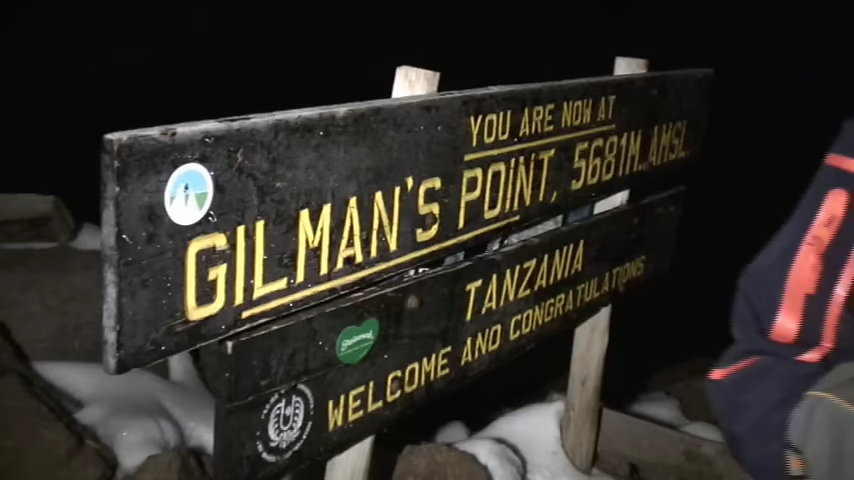 YOU ARE NOW AT
GILMAN'S POINT, 5681M. AMSL.
TANZANIA
WELCOME AND CONGRATULATIONS